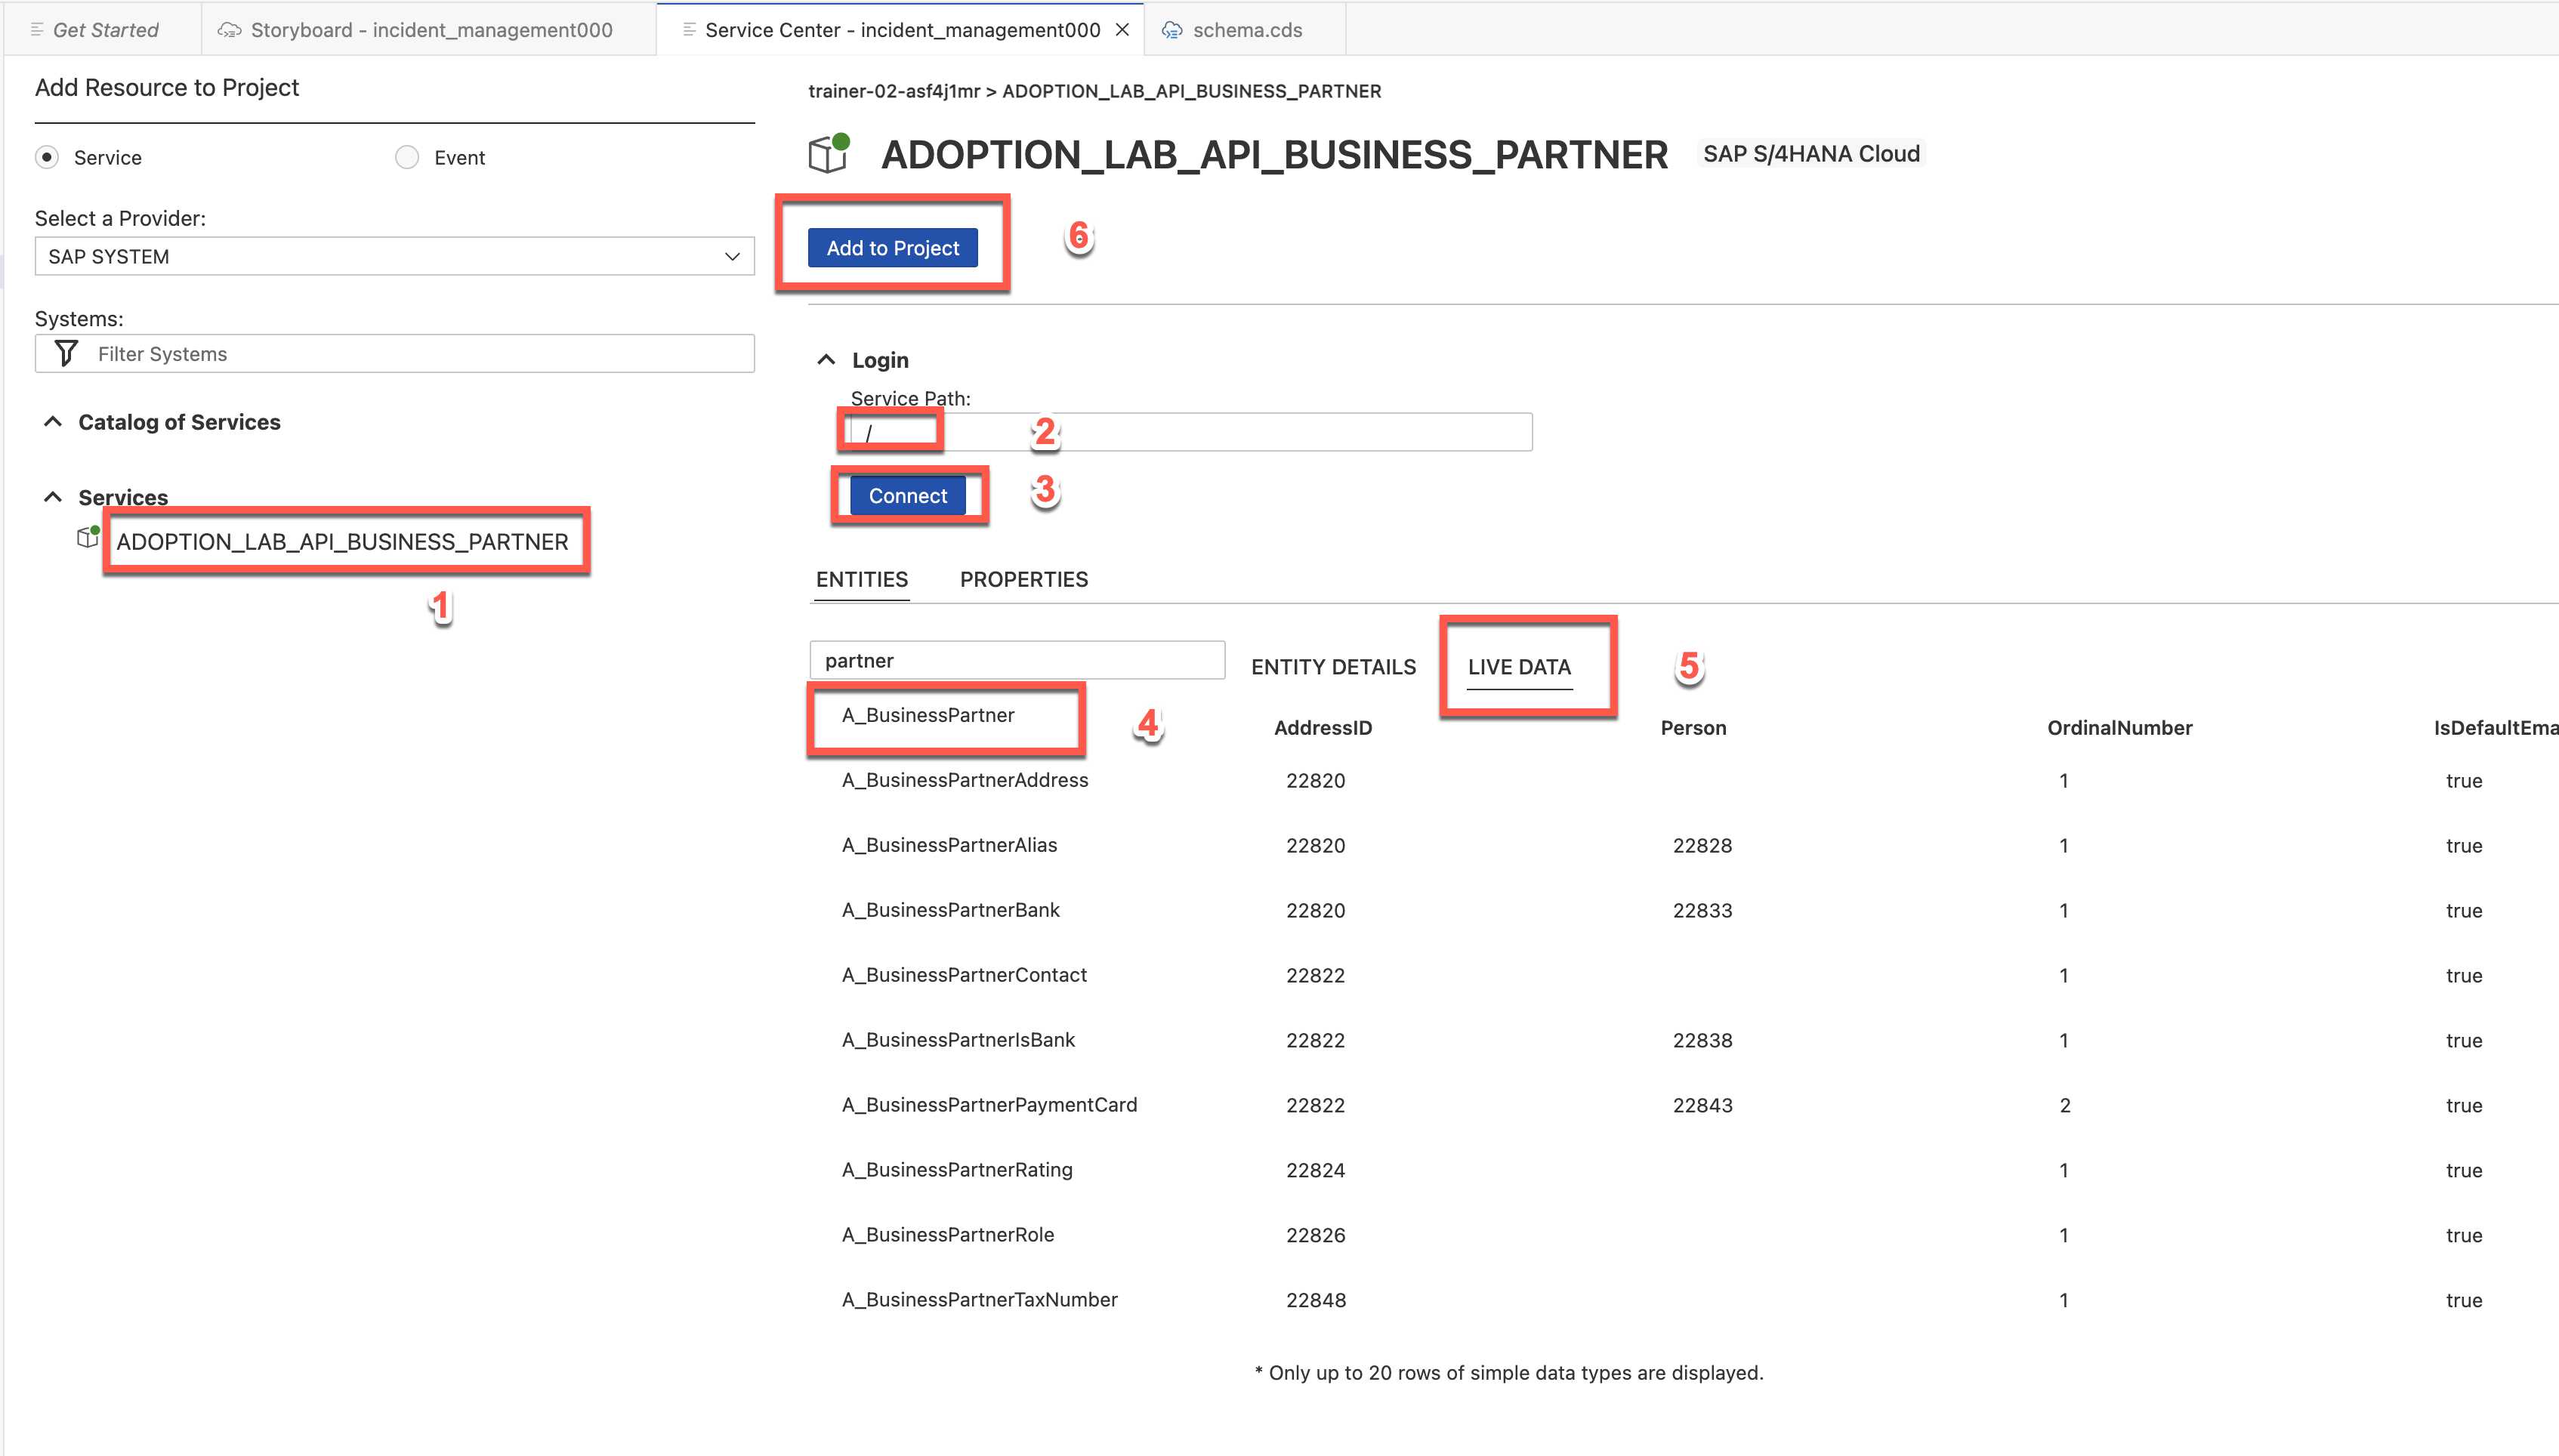 Get Started
Storyboard - incident_management000
Service Center - incident_management000
schema.cds
Add Resource to Project
Service
Event
Select a Provider:
SAP SYSTEM
Systems:
Filter Systems
Catalog of Services
Services
ADOPTION_LAB_API_BUSINESS_PARTNER
1
trainer-02-asf4j1mr > ADOPTION_LAB_API_BUSINESS_PARTNER
ADOPTION_LAB_API_BUSINESS_PARTNER SAP S/4HANA Cloud
Add to Project
6
Login
Service Path:
/
2
Connect
3
ENTITIES PROPERTIES
partner
ENTITY DETAILS LIVE DATA
5
A_BusinessPartner
4
AddressID Person OrdinalNumber IsDefaultEma
A_BusinessPartnerAddress 22820 1 true
A_BusinessPartnerAlias 22820 22828 1 true
A_BusinessPartnerBank 22820 22833 1 true
A_BusinessPartnerContact 22822 1 true
A_BusinessPartnerIsBank 22822 22838 1 true
A_BusinessPartnerPaymentCard 22822 22843 2 true
A_BusinessPartnerRating 22824 1 true
A_BusinessPartnerRole 22826 1 true
A_BusinessPartnerTaxNumber 22848 1 true
* Only up to 20 rows of simple data types are displayed.